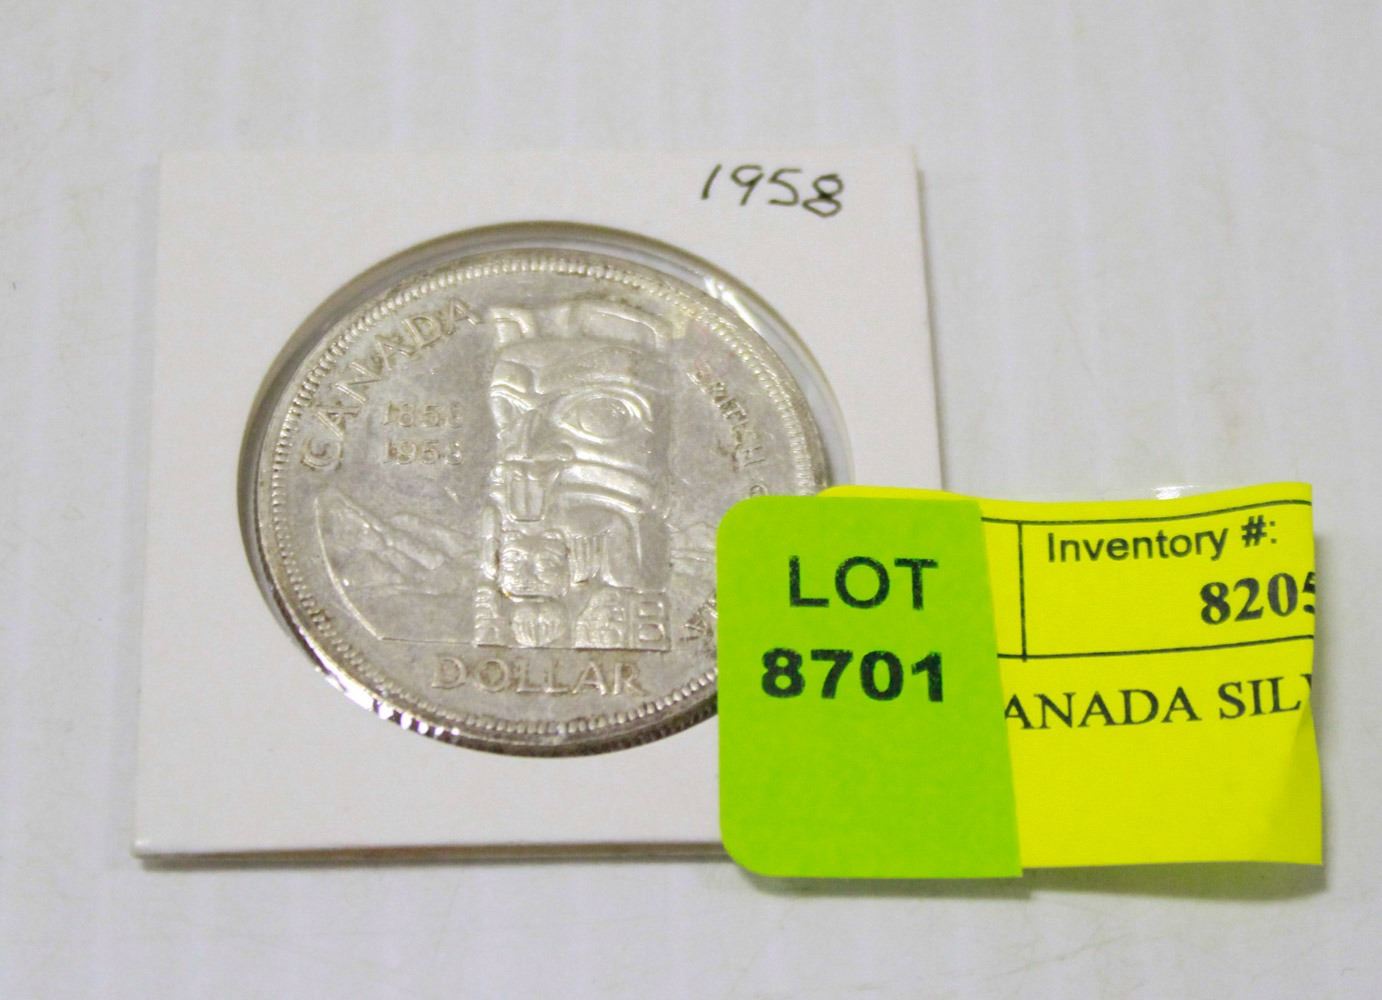 1958
CANADA
1858
1958
BRITISH
DOLLAR
LOT
8701
Inventory #:
8205
ANADA SIL